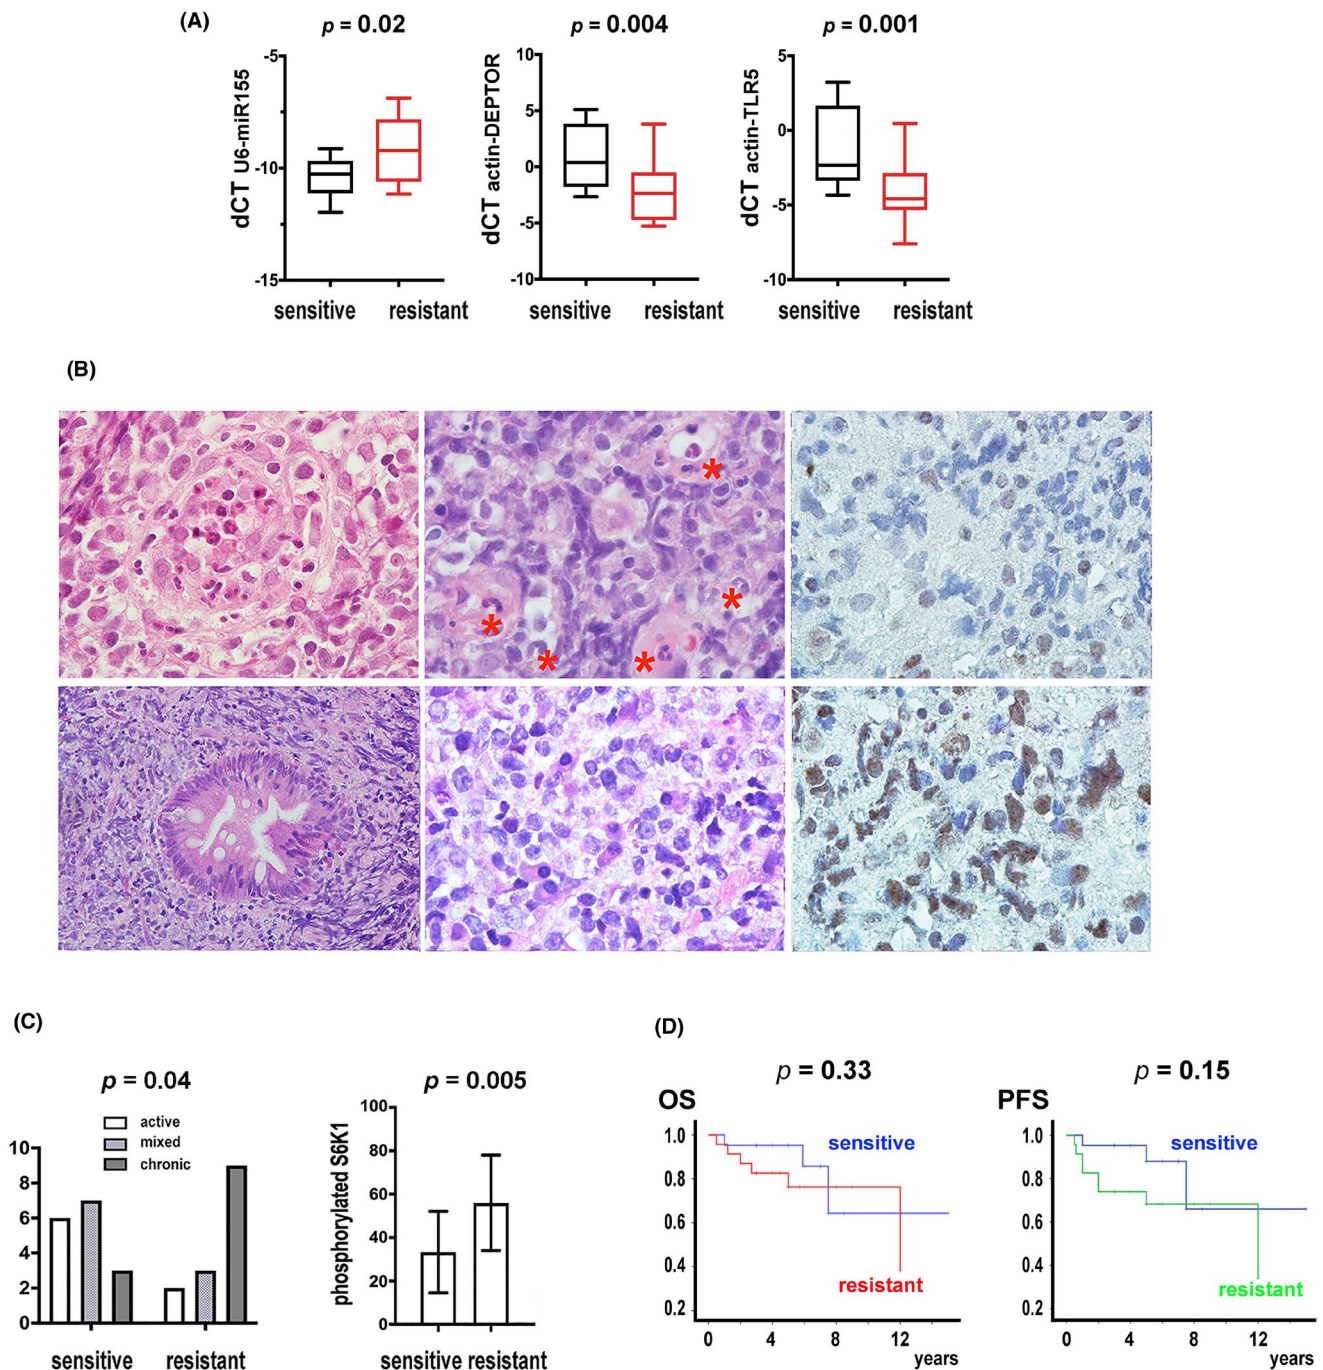 (A)
p = 0.02
p = 0.004
p = 0.001
dCT U6-miR155
-5
-10
-15
sensitive
resistant
dCT actin-DEPTOR
10
5
0
-5
-10
sensitive
resistant
dCT actin-TLR5
5
0
-5
-10
sensitive
resistant
(B)
*
*
*
*
*
(C)
p = 0.04
active
mixed
chronic
10
8
6
4
2
0
sensitive
resistant
p = 0.005
phosphorylated S6K1
100
80
60
40
20
0
sensitive resistant
(D)
p = 0.33
OS
1.0
0.8
0.6
0.4
0.2
sensitive
resistant
0
4
8
12
years
p = 0.15
PFS
1.0
0.8
0.6
0.4
0.2
sensitive
resistant
0
4
8
12
years